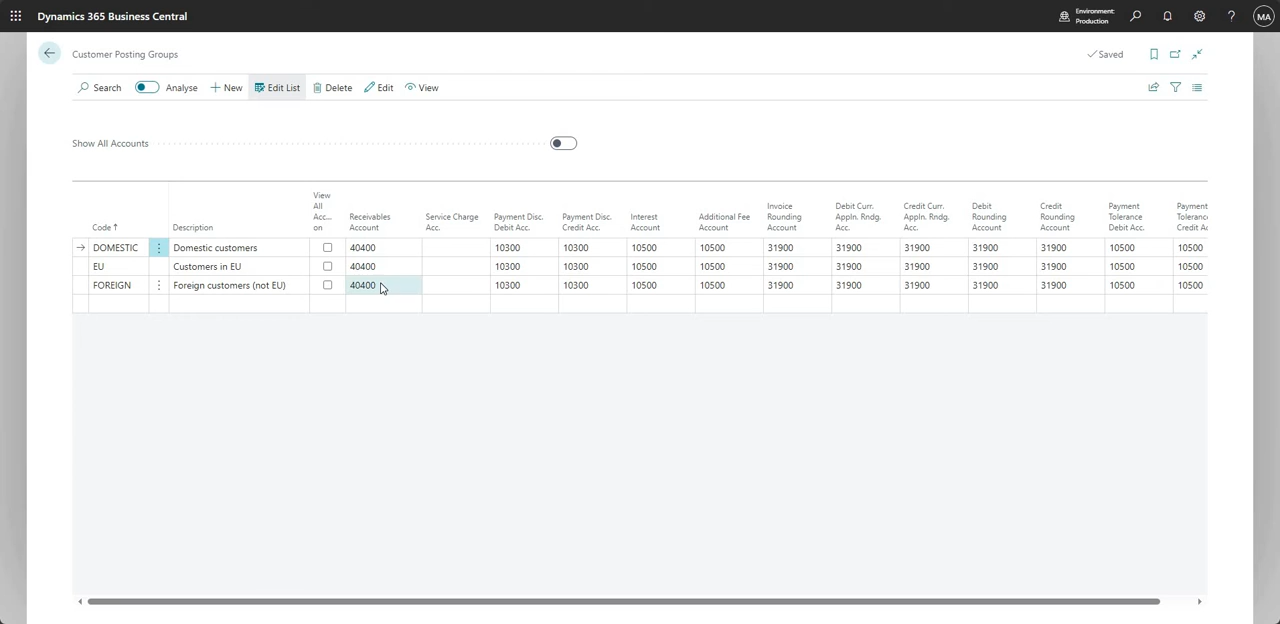 Dynamics 365 Business Central
Environment:
Production
?
MA
Customer Posting Groups
Saved
Search Analyse New Edit List Delete Edit View
Show All Accounts
Code ↑ Description View All Acc... on Receivables Account Service Charge Acc. Payment Disc. Debit Acc. Payment Disc. Credit Acc. Interest Account Additional Fee Account Invoice Rounding Account Debit Curr. Appln. Rndg. Acc. Credit Curr. Appln. Rndg. Acc. Debit Rounding Account Credit Rounding Account Payment Tolerance Debit Acc. Payment Toleranc Credit Ac
DOMESTIC Domestic customers 40400 10300 10300 10500 10500 31900 31900 31900 31900 31900 10500 10500
EU Customers in EU 40400 10300 10300 10500 10500 31900 31900 31900 31900 31900 10500 10500
FOREIGN Foreign customers (not EU) 40400 10300 10300 10500 10500 31900 31900 31900 31900 31900 10500 10500